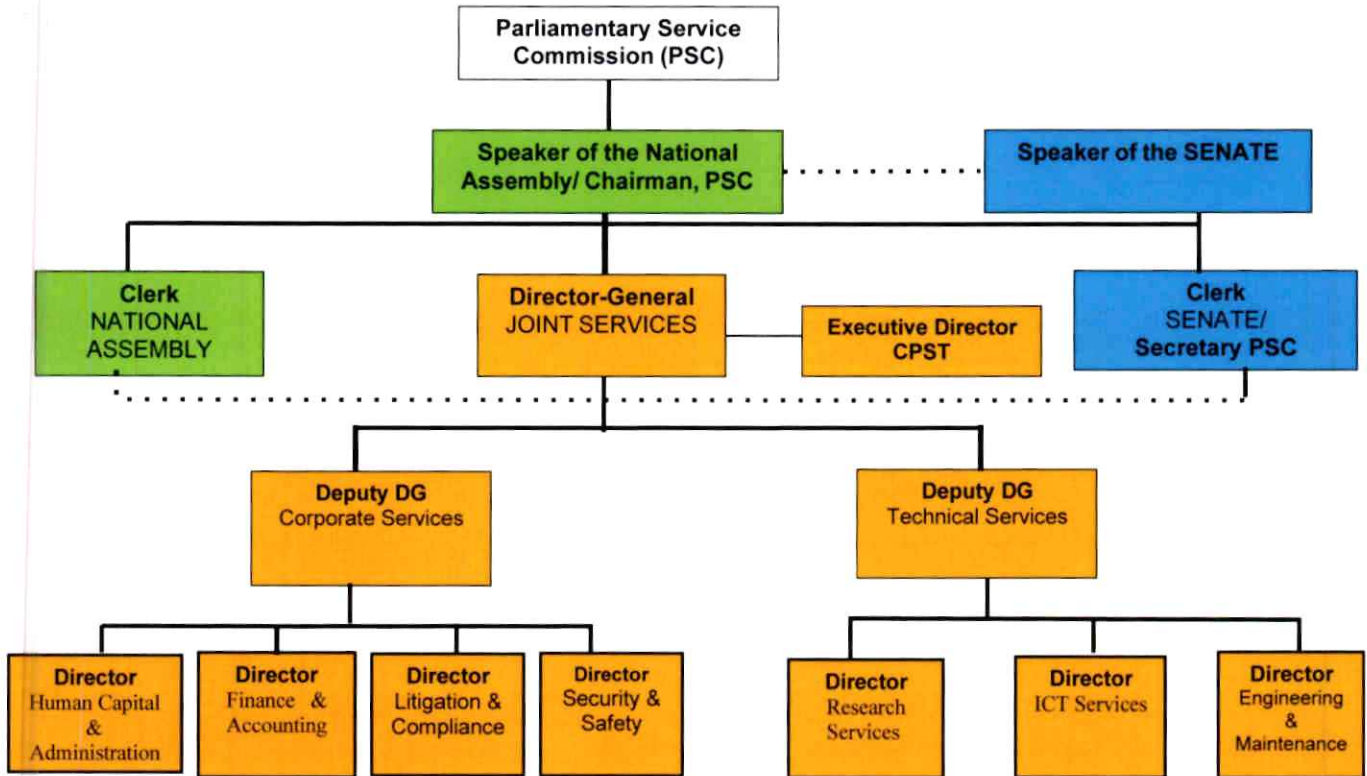 Parliamentary Service
Commission (PSC)
Speaker of the National
Assembly/ Chairman, PSC
Speaker of the SENATE
Clerk
NATIONAL
ASSEMBLY
Director-General
JOINT SERVICES
Executive Director
CPST
Clerk
SENATE/
Secretary PSC
Deputy DG
Corporate Services
Deputy DG
Technical Services
Director
Human Capital
&
Administration
Director
Finance &
Accounting
Director
Litigation &
Compliance
Director
Security &
Safety
Director
Research
Services
Director
ICT Services
Director
Engineering
&
Maintenance